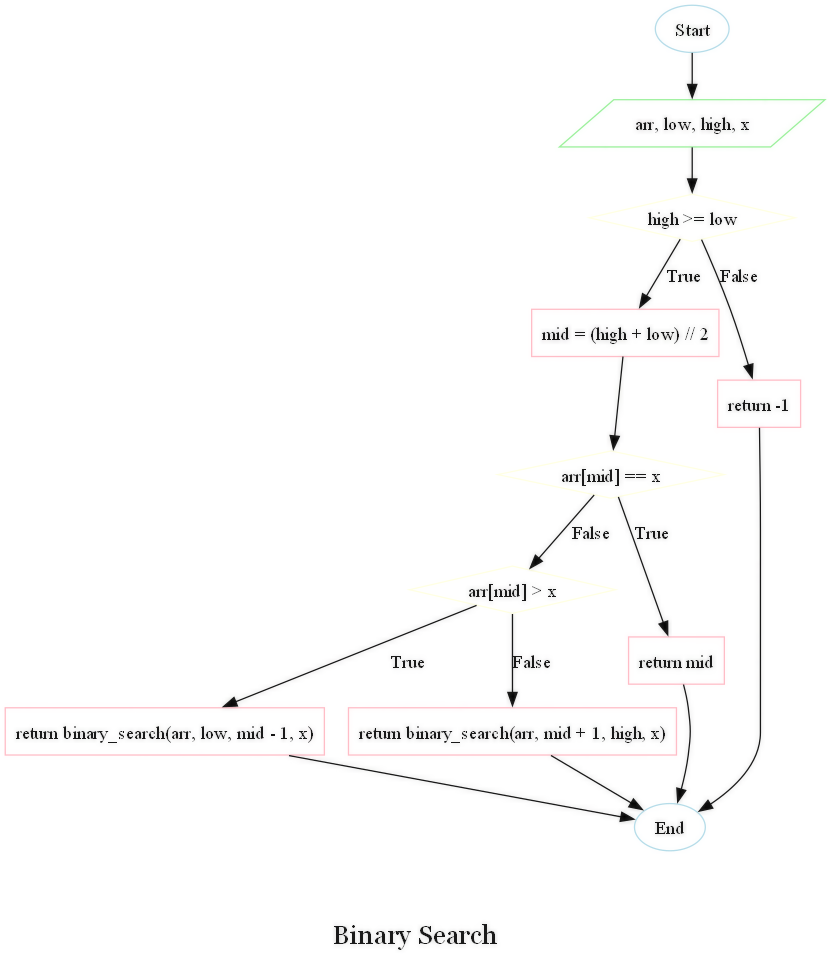 Start
arr, low, high, x
high >= low
True
False
mid = (high + low) // 2
return -1
arr[mid] == x
False
True
arr[mid] > x
True
False
return mid
return binary_search(arr, low, mid - 1, x)
return binary_search(arr, mid + 1, high, x)
End
Binary Search